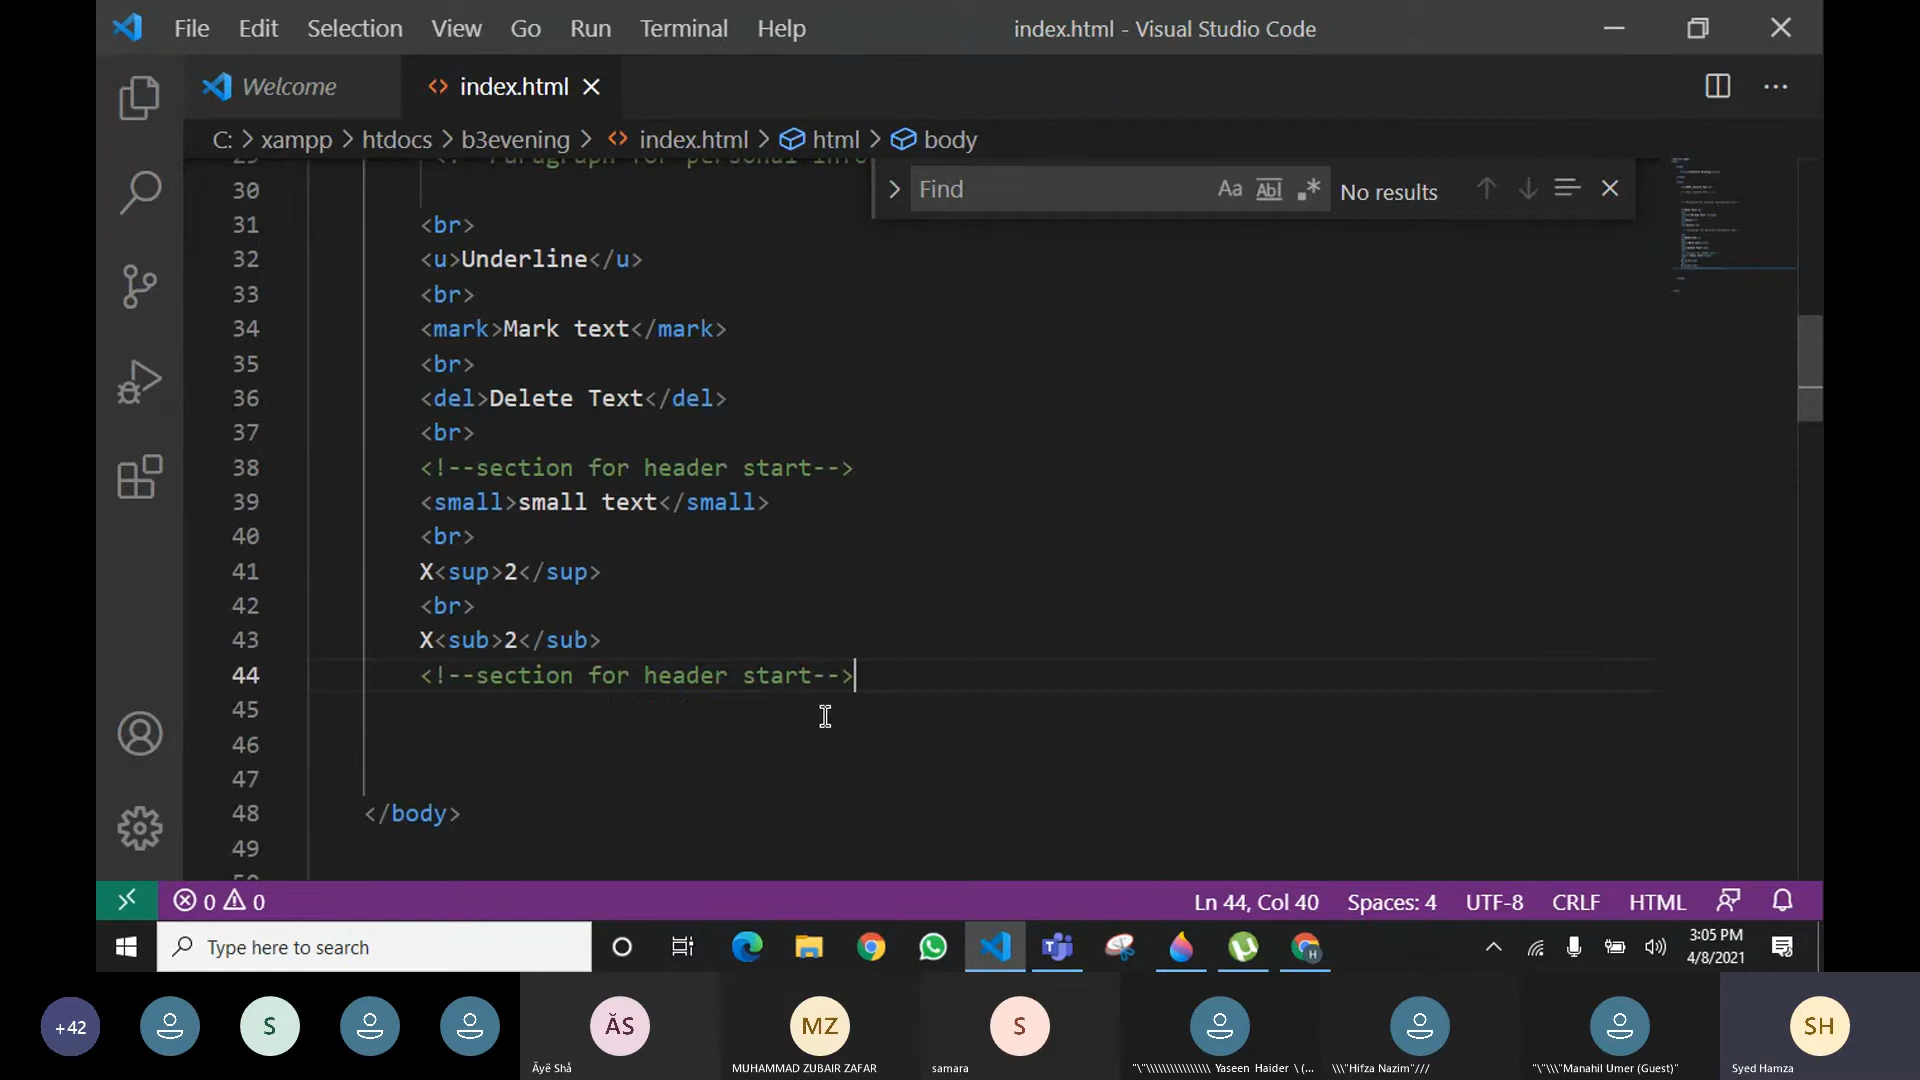 File Edit Selection View Go Run Terminal Help index.html - Visual Studio Code
Welcome index.html
C: > xampp > htdocs > b3evening > index.html > html > body
Find Aa Abl No results
30
31 <br>
32 <u>Underline</u>
33 <br>
34 <mark>Mark text</mark>
35 <br>
36 <del>Delete Text</del>
37 <br>
38 <!--section for header start-->
39 <small>small text</small>
40 <br>
41 X<sup>2</sup>
42 <br>
43 X<sub>2</sub>
44 <!--section for header start-->
45
46
47
48 </body>
49
0 0 Ln 44, Col 40 Spaces: 4 UTF-8 CRLF HTML
Type here to search
3:05 PM
4/8/2021
+42 S ĂS MZ S SH
Ăyë Shå MUHAMMAD ZUBAIR ZAFAR samara Yaseen Haider \\\"Hifza Nazim"/// "\"\\\"Manahil Umer (Guest)" Syed Hamza